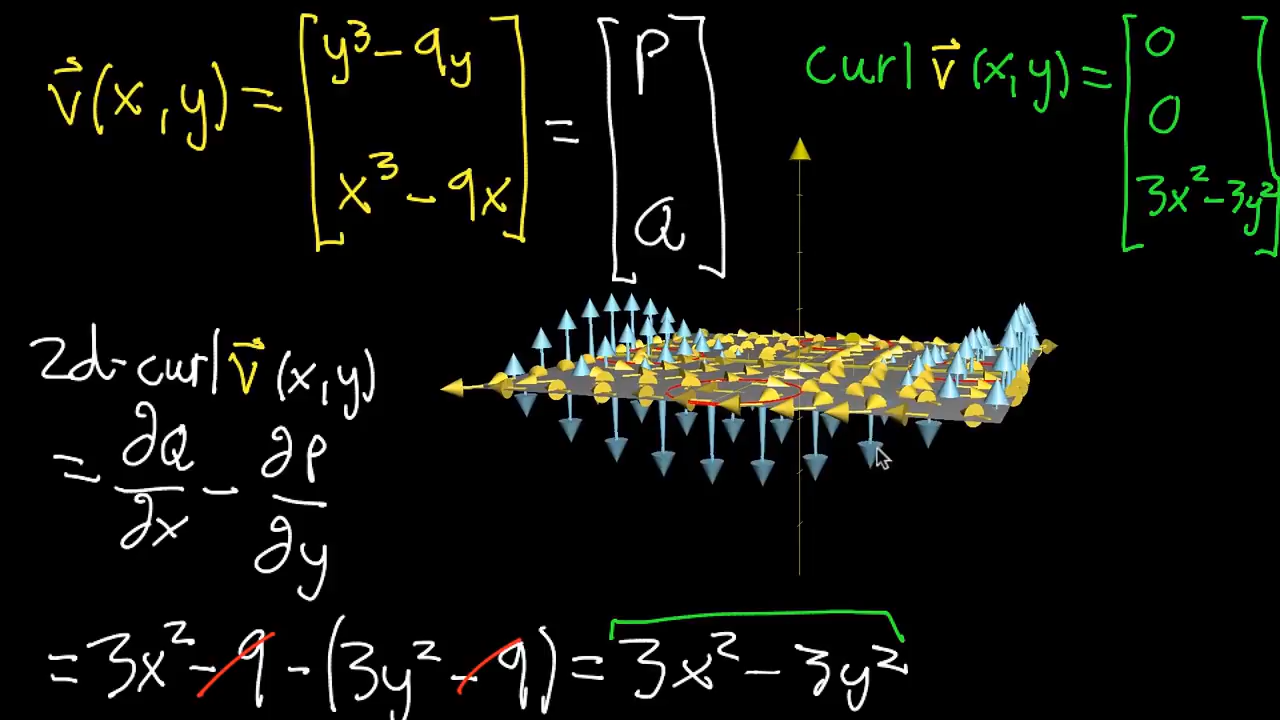 v⃗(x,y) = [y³ - 9y
x³ - 9x] = [P
Q]
curl v⃗(x,y) = [0
0
3x² - 3y²]
2d-curl v⃗(x,y)
= ∂Q/∂x - ∂P/∂y
= 3x² - 9 - (3y² - 9) = 3x² - 3y²